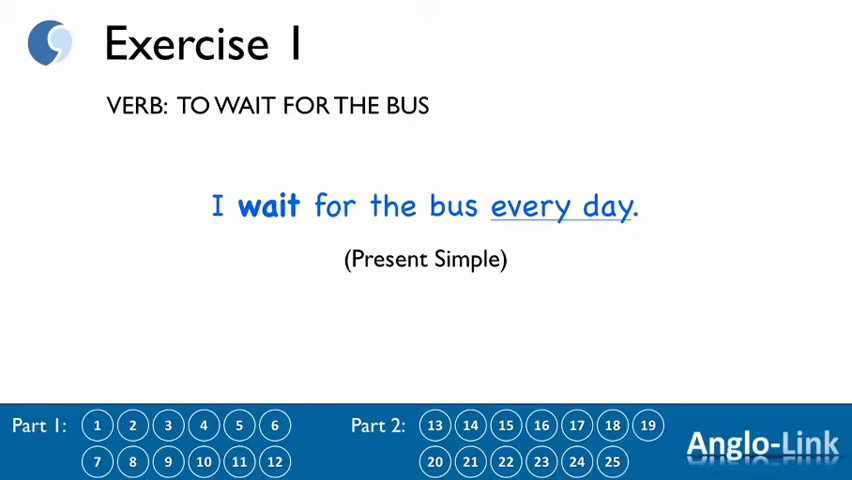 Exercise 1
VERB: TO WAIT FOR THE BUS
I wait for the bus every day.
(Present Simple)
Part 1: 1 2 3 4 5 6
7 8 9 10 11 12
Part 2: 13 14 15 16 17 18 19
20 21 22 23 24 25
Anglo-Link